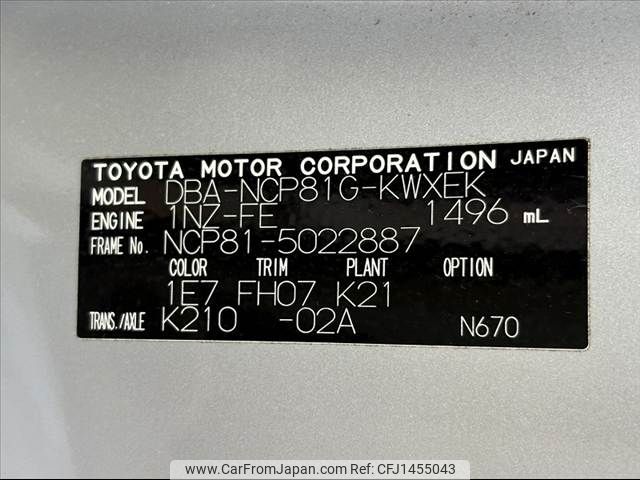 TOYOTA MOTOR CORPORATION JAPAN
MODEL DBA-NCP81G-KWXEK
ENGINE 1NZ-FE 1496 mL
FRAME No. NCP81-5022887
COLOR TRIM PLANT OPTION
1E7 FH07 K21
TRANS./AXLE K210 -02A N670
www.CarFromJapan.com | CFJ1455043